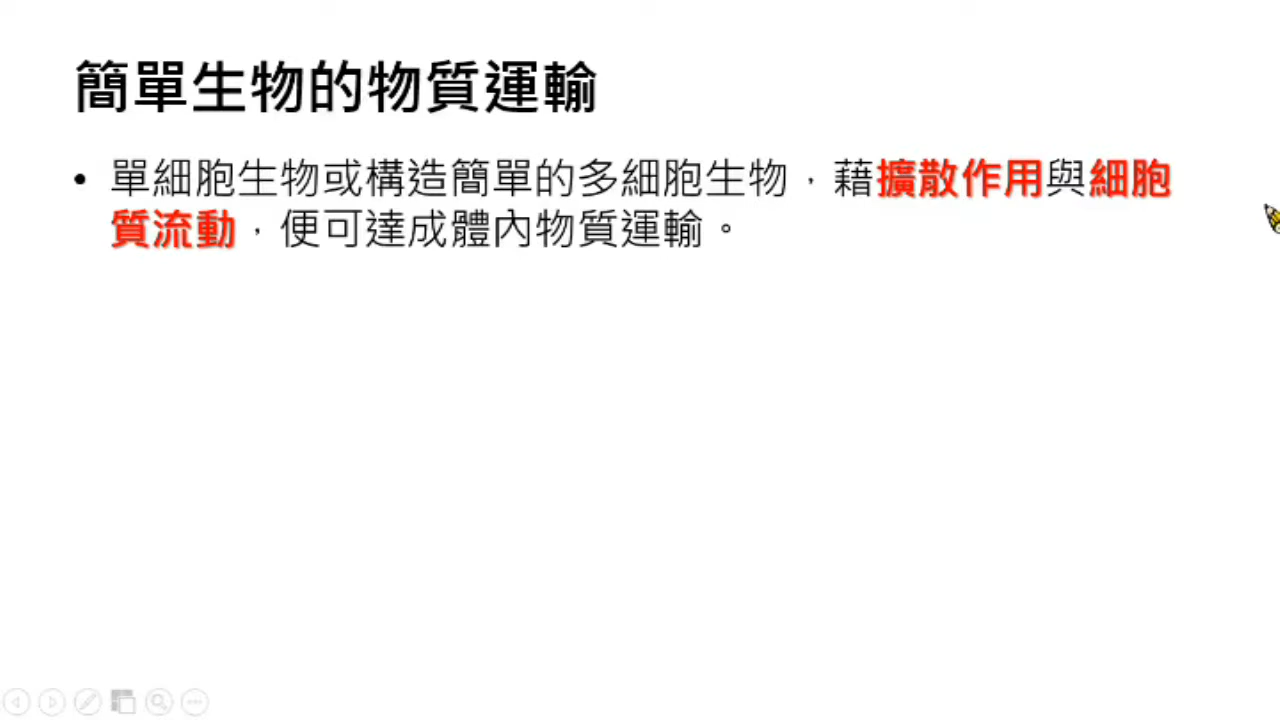 簡單生物的物質運輸
• 單細胞生物或構造簡單的多細胞生物，藉擴散作用與細胞
質流動，便可達成體內物質運輸。